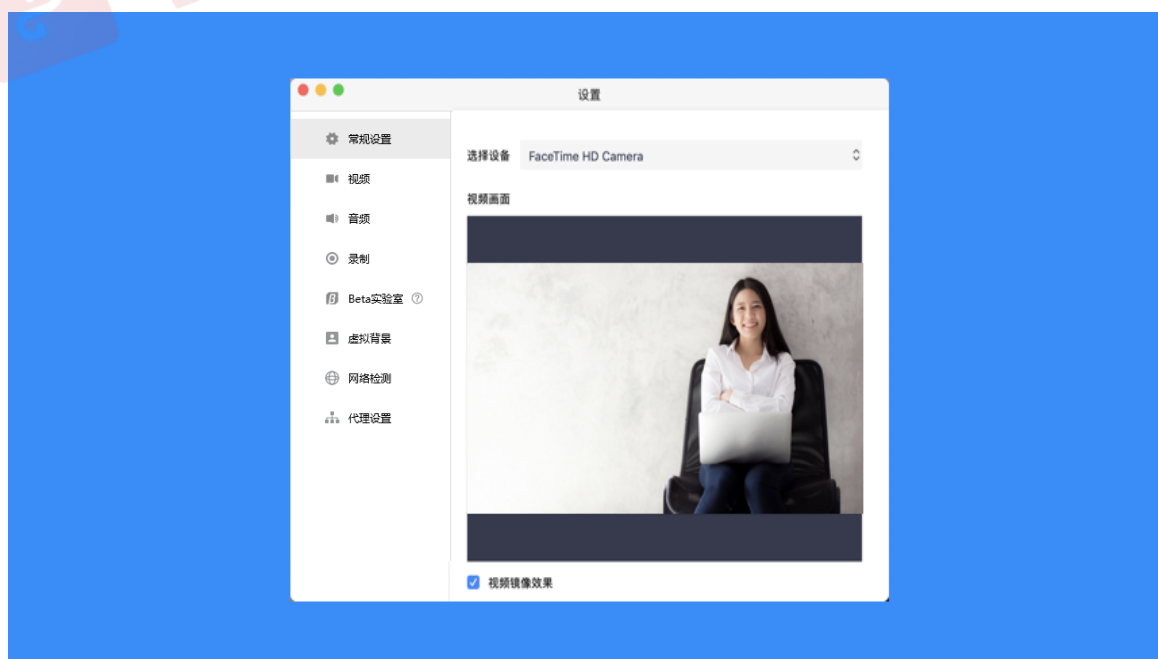 设置
常规设置
视频
音频
录制
Beta实验室
虚拟背景
网络检测
代理设置
选择设备 FaceTime HD Camera
视频画面
视频镜像效果